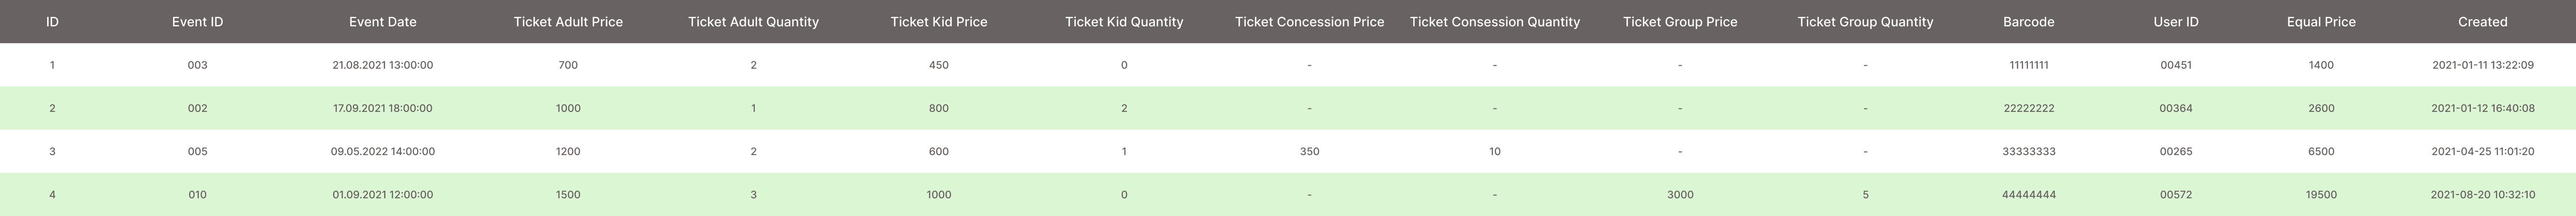 ID Event ID Event Date Ticket Adult Price Ticket Adult Quantity Ticket Kid Price Ticket Kid Quantity Ticket Concession Price Ticket Consession Quantity Ticket Group Price Ticket Group Quantity Barcode User ID Equal Price Created
1 003 21.08.2021 13:00:00 700 2 450 0 - - - - 11111111 00451 1400 2021-01-11 13:22:09
2 002 17.09.2021 18:00:00 1000 1 800 2 - - - - 22222222 00364 2600 2021-01-12 16:40:08
3 005 09.05.2022 14:00:00 1200 2 600 1 350 10 - - 33333333 00265 6500 2021-04-25 11:01:20
4 010 01.09.2021 12:00:00 1500 3 1000 0 - - 3000 5 44444444 00572 19500 2021-08-20 10:32:10